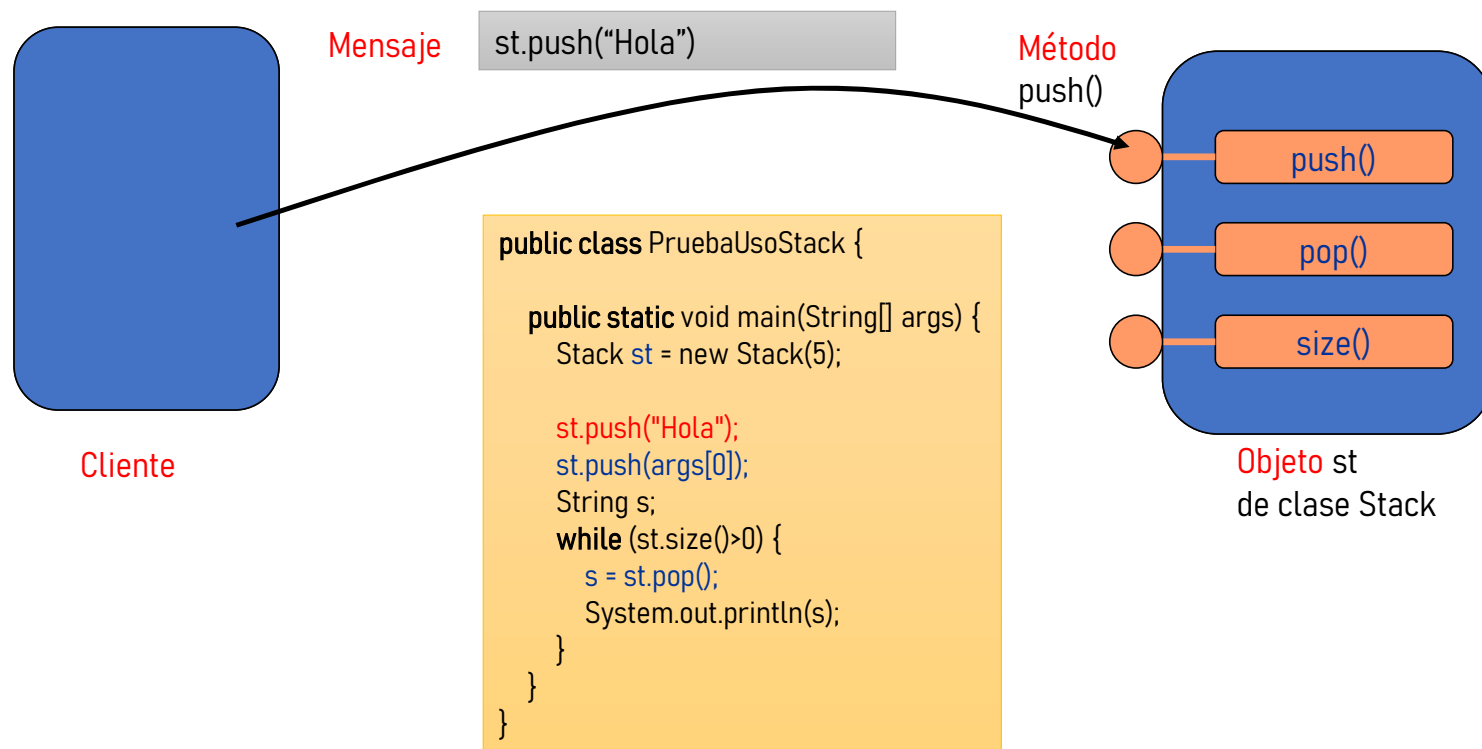 Mensaje
st.push(“Hola”)
Método
push()
push()
pop()
size()
public class PruebaUsoStack {
public static void main(String[] args) {
Stack st = new Stack(5);
st.push("Hola");
st.push(args[0]);
String s;
while (st.size()>0) {
s = st.pop();
System.out.println(s);
}
}
}
Cliente
Objeto st
de clase Stack